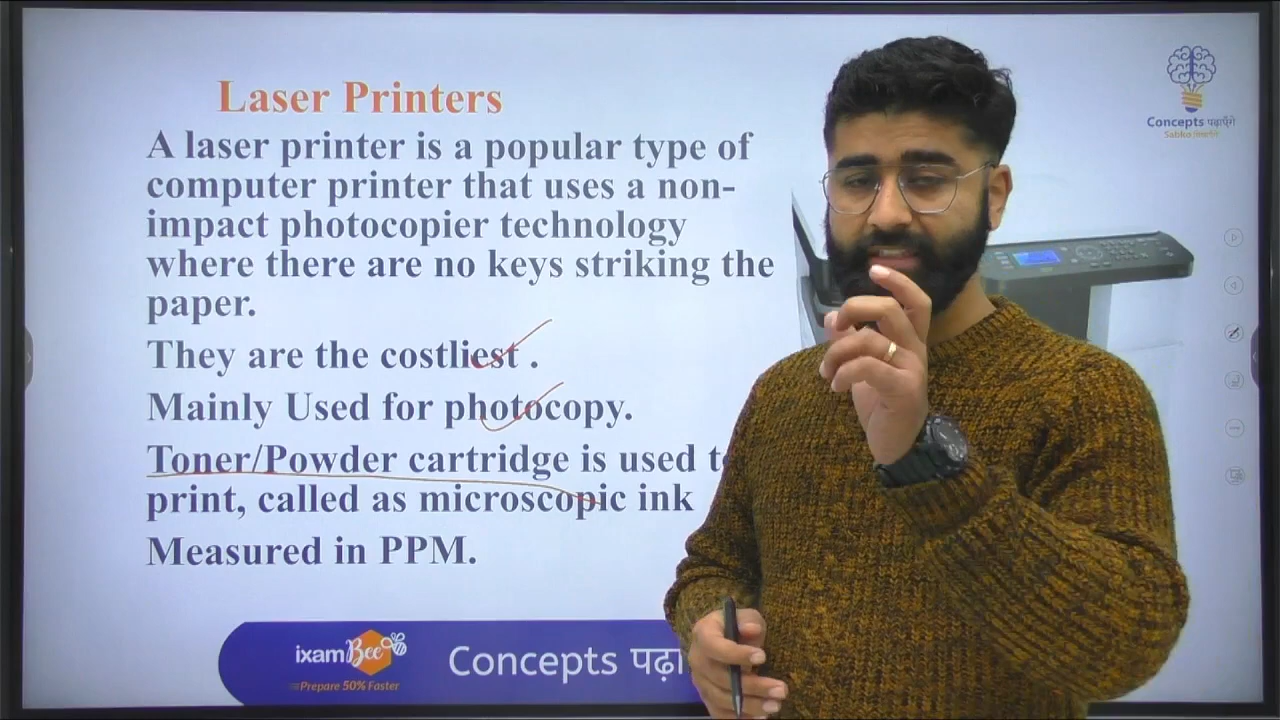 Laser Printers
A laser printer is a popular type of
computer printer that uses a non-
impact photocopier technology
where there are no keys striking the
paper.
They are the costliest .
Mainly Used for photocopy.
Toner/Powder cartridge is used
print, called as microscopic ink
Measured in PPM.
Concepts पढ़ाएँगे
Sabko
ixamBee
Prepare 50% Faster
Concepts